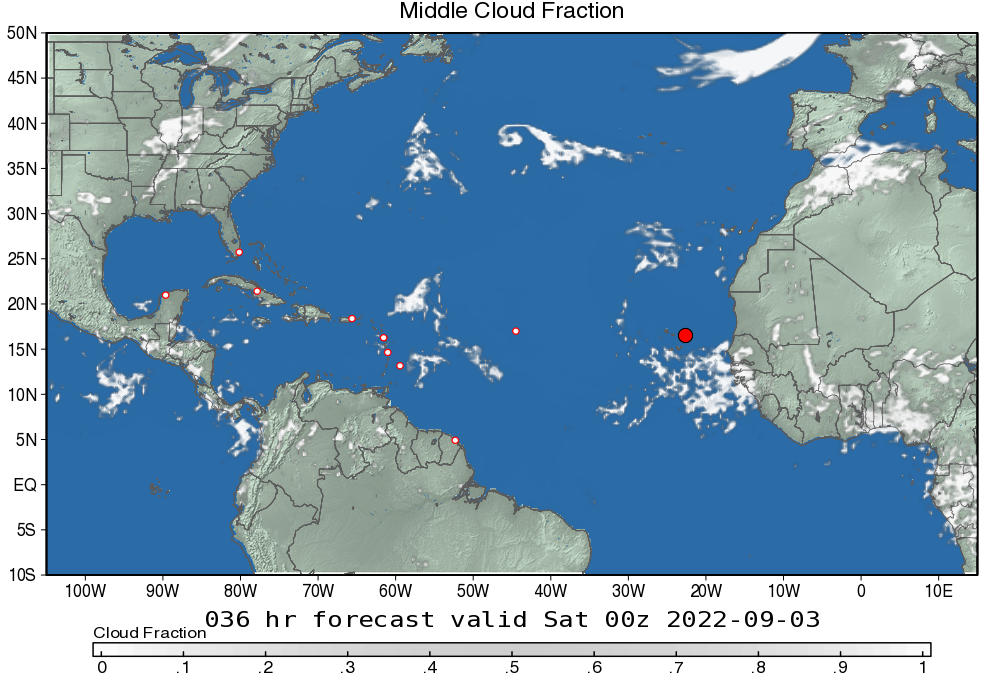 Middle Cloud Fraction
50N
45N
40N
35N
30N
25N
20N
15N
10N
5N
EQ
5S
10S
100W 90W 80W 70W 60W 50W 40W 30W 20W 10W 0 10E
036 hr forecast valid Sat 00z 2022-09-03
Cloud Fraction
0 .1 .2 .3 .4 .5 .6 .7 .8 .9 1